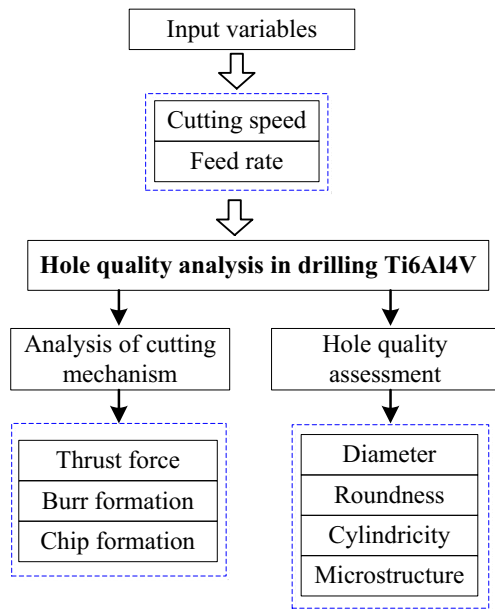 Input variables
Cutting speed
Feed rate
Hole quality analysis in drilling Ti6Al4V
Analysis of cutting
mechanism
Thrust force
Burr formation
Chip formation
Hole quality
assessment
Diameter
Roundness
Cylindricity
Microstructure